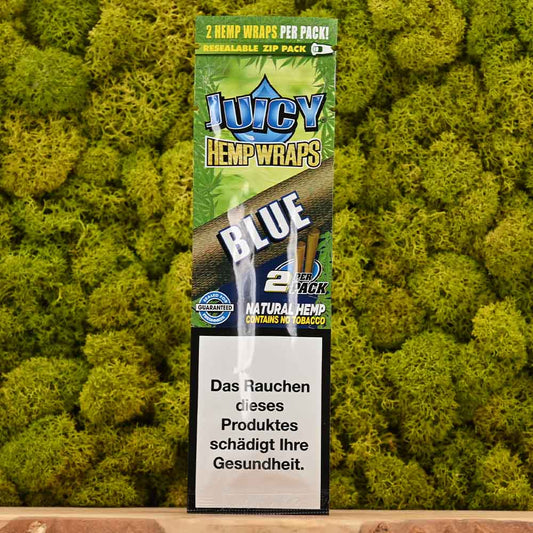 2 HEMP WRAPS PER PACK!
RESEALABLE ZIP PACK
JUICY
HEMP WRAPS
BLUE
2 PER
PACK
GUARANTEED
NATURAL HEMP
CONTAINS NO TOBACCO
Das Rauchen
dieses
Produktes
schädigt Ihre
Gesundheit.